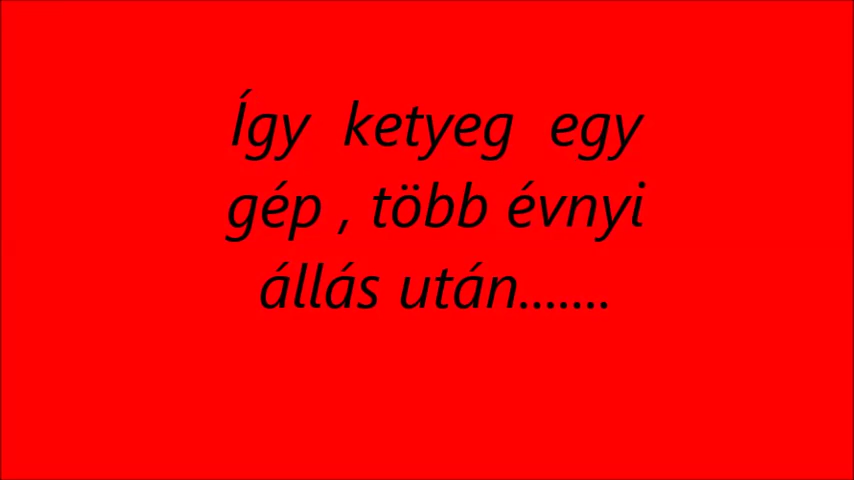 Így ketyeg egy
gép , több évnyi
állás után.......